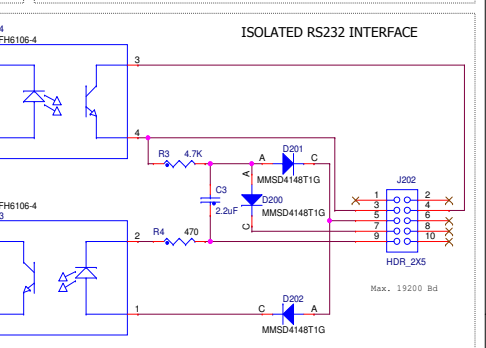 ISOLATED RS232 INTERFACE
4
FH6106-4
3
4
R3 4.7K
A D201 C
MMSD4148T1G
A
C3
2.2uF
D200
MMSD4148T1G
C
J202
1 2
3 4
5 6
7 8
9 10
HDR_2X5
FH6106-4
3
2
R4 470
Max. 19200 Bd
1
C D202 A
MMSD4148T1G